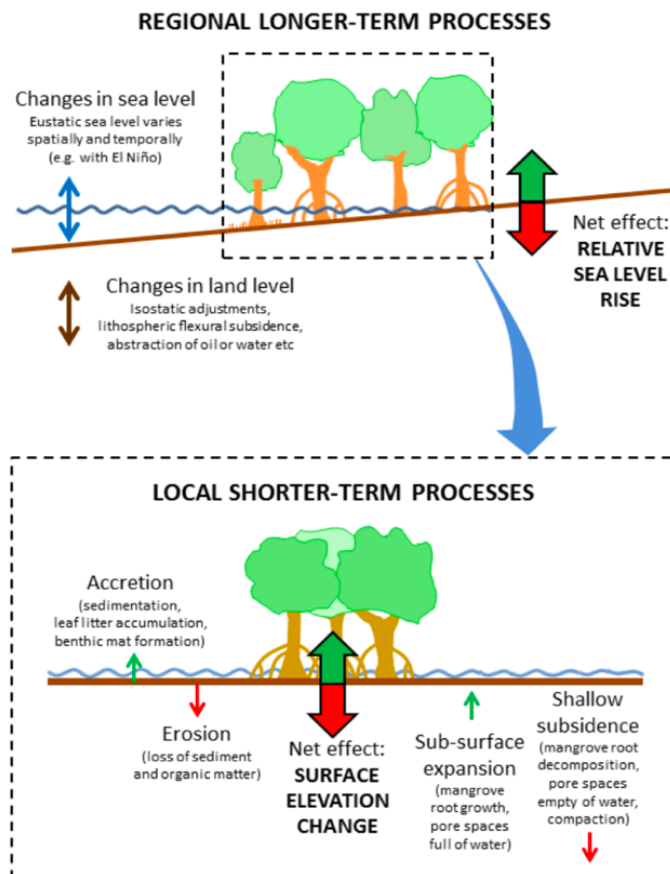 REGIONAL LONGER-TERM PROCESSES
Changes in sea level
Eustatic sea level varies
spatially and temporally
(e.g. with El Niño)
Net effect:
RELATIVE
SEA LEVEL
RISE
Changes in land level
Isostatic adjustments,
lithospheric flexural subsidence,
abstraction of oil or water etc
LOCAL SHORTER-TERM PROCESSES
Accretion
(sedimentation,
leaf litter accumulation,
benthic mat formation)
Erosion
(loss of sediment
and organic matter)
Net effect:
SURFACE
ELEVATION
CHANGE
Sub-surface
expansion
(mangrove
root growth,
pore spaces
full of water)
Shallow
subsidence
(mangrove root
decomposition,
pore spaces
empty of water,
compaction)